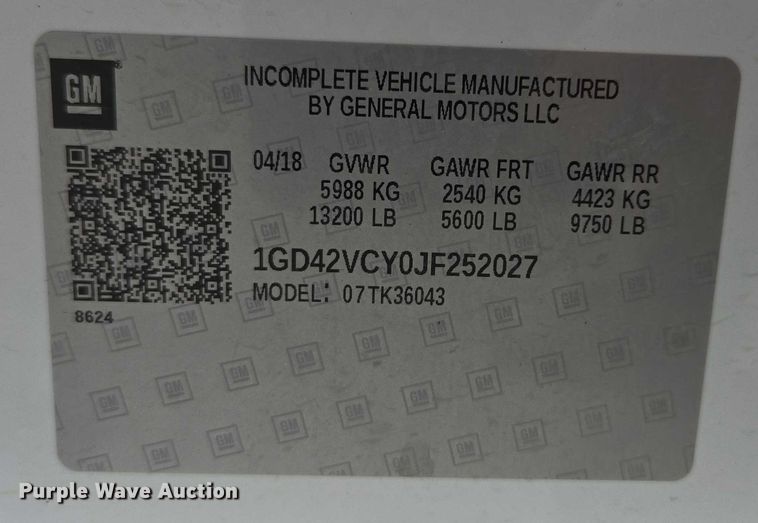 GM
INCOMPLETE VEHICLE MANUFACTURED
BY GENERAL MOTORS LLC
04/18 GVWR GAWR FRT GAWR RR
5988 KG 2540 KG 4423 KG
13200 LB 5600 LB 9750 LB
1GD42VCY0JF252027
MODEL: 07TK36043
8624
Purple Wave Auction